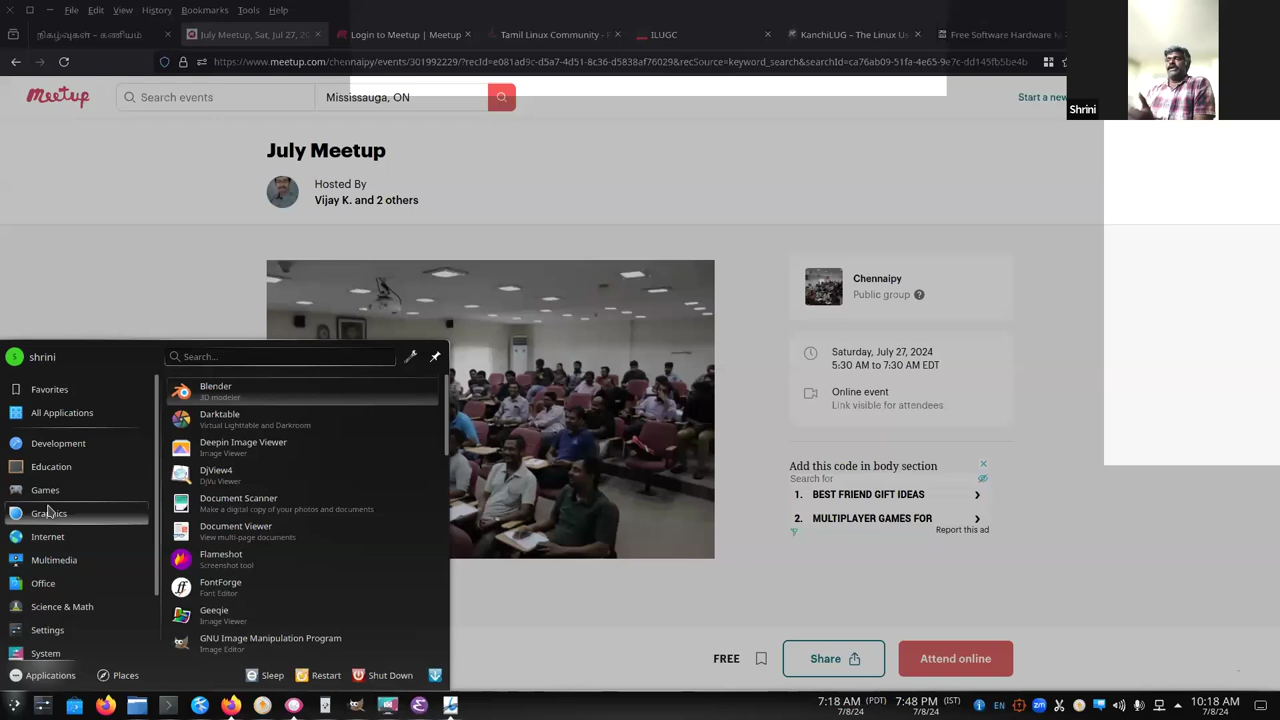 File Edit View History Bookmarks Tools Help
நிகழ்வுகள் – கணியம்
July Meetup, Sat, Jul 27, 20
Login to Meetup | Meetup
Tamil Linux Community - F
ILUGC
KanchiLUG – The Linux Us
Free Software Hardware M
https://www.meetup.com/chennaipy/events/301992229/?recId=e081ad9c-d5a7-4d51-8c36-d5838af76029&recSource=keyword_search&searchId=ca76ab09-51fa-4e65-9e7c-dd145fb5be4b
Meetup
Search events
Mississauga, ON
Start a new
Shrini
July Meetup
Hosted By
Vijay K. and 2 others
Chennaipy
Public group
Saturday, July 27, 2024
5:30 AM to 7:30 AM EDT
Online event
Link visible for attendees
Add this code in body section
Search for
1. BEST FRIEND GIFT IDEAS
2. MULTIPLAYER GAMES FOR
Report this ad
S
shrini
Search...
Favorites
All Applications
Development
Education
Games
Graphics
Internet
Multimedia
Office
Science & Math
Settings
System
Blender
3D modeler
Darktable
Virtual Lighttable and Darkroom
Deepin Image Viewer
Image Viewer
DjView4
DjVu Viewer
Document Scanner
Make a digital copy of your photos and documents
Document Viewer
View multi-page documents
Flameshot
Screenshot tool
FontForge
Font Editor
Geeqie
Image Viewer
GNU Image Manipulation Program
Image Editor
Applications
Places
Sleep
Restart
Shut Down
FREE
Share
Attend online
7:18 AM (PDT)
7/8/24
7:48 PM (IST)
7/8/24
EN
zm
10:18 AM
7/8/24